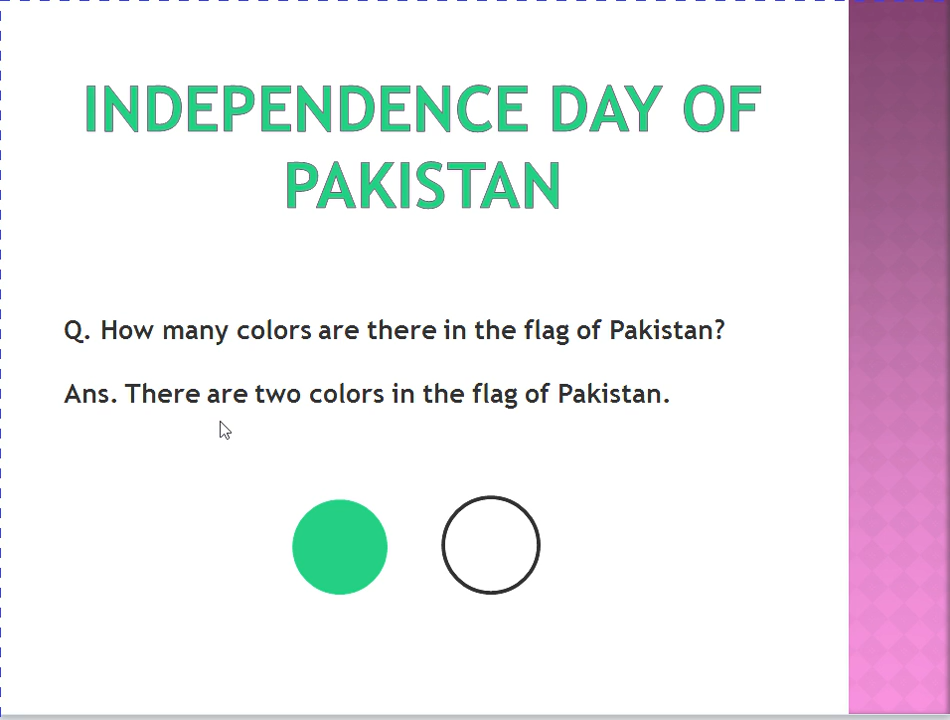 INDEPENDENCE DAY OF
PAKISTAN
Q. How many colors are there in the flag of Pakistan?
Ans. There are two colors in the flag of Pakistan.